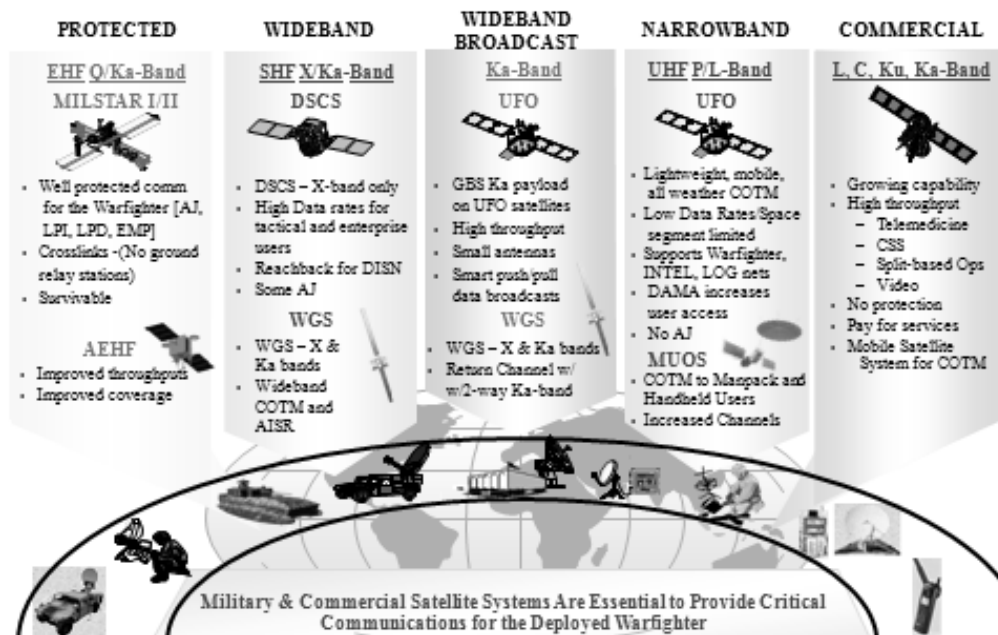 PROTECTED
EHF Q/Ka-Band
MILSTAR I/II
▪ Well protected comm
for the Warfighter [AJ,
LPI, LPD, EMP]
▪ Crosslinks -(No ground
relay stations)
▪ Survivable
AEHF
▪ Improved throughputs
▪ Improved coverage
WIDEBAND
SHF X/Ka-Band
DSCS
▪ DSCS – X-band only
▪ High Data rates for
tactical and enterprise
users
▪ Reachback for DISN
▪ Some AJ
WGS
▪ WGS – X &
Ka bands
▪ Wideband
COTM and
AISR
WIDEBAND
BROADCAST
Ka-Band
UFO
▪ GBS Ka payload
on UFO satellites
▪ High throughput
▪ Small antennas
▪ Smart push/pull
data broadcasts
WGS
▪ WGS – X & Ka bands
▪ Return Channel w/
w/2-way Ka-band
NARROWBAND
UHF P/L-Band
UFO
▪ Lightweight, mobile,
all weather COTM
▪ Low Data Rates/Space
segment limited
▪ Supports Warfighter,
INTEL, LOG nets
▪ DAMA increases
user access
▪ No AJ
MUOS
▪ COTM to Manpack and
Handheld Users
▪ Increased Channels
COMMERCIAL
L, C, Ku, Ka-Band
▪ Growing capability
▪ High throughput
– Telemedicine
– CSS
– Split-based Ops
– Video
▪ No protection
▪ Pay for services
▪ Mobile Satellite
System for COTM
Military & Commercial Satellite Systems Are Essential to Provide Critical
Communications for the Deployed Warfighter